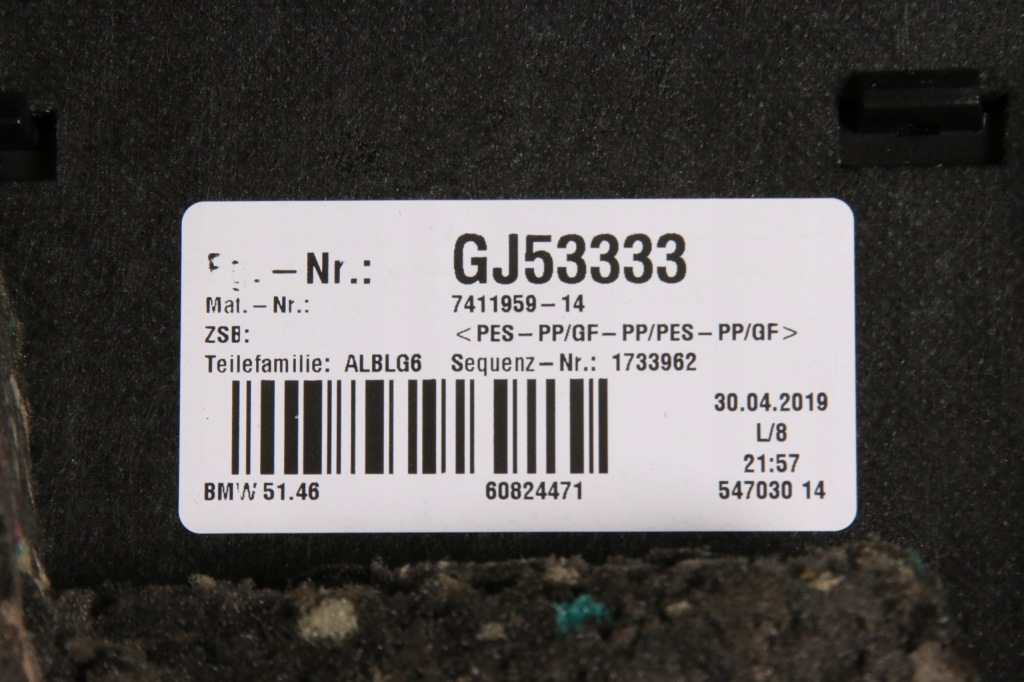 –Nr.: GJ53333
Mat.–Nr.: 7411959–14
ZSB: <PES–PP/GF–PP/PES–PP/GF>
Teilefamilie: ALBLG6 Sequenz–Nr.: 1733962
30.04.2019
L/8
21:57
BMW 51.46 60824471 547030 14